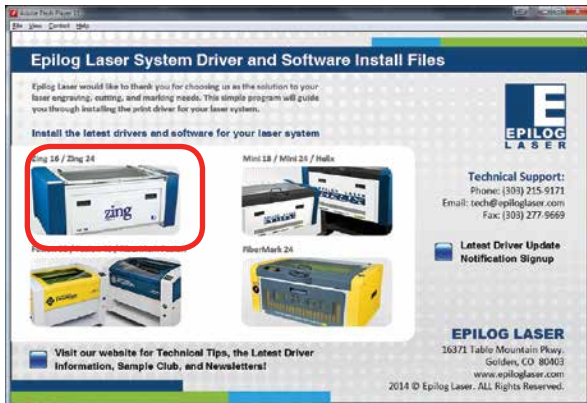 Adobe Flash Player 11
File View Control Help
Epilog Laser System Driver and Software Install Files
Epilog Laser would like to thank you for choosing us as the solution to your
laser engraving, cutting, and marking needs. This simple program will guide
you through installing the print driver for your laser system.
Install the latest drivers and software for your laser system
Zing 16 / Zing 24
zing
Mini 18 / Mini 24 / Helix
FiberMark 24
EPILOG
LASER
Technical Support:
Phone: (303) 215-9171
Email: tech@epiloglaser.com
Fax: (303) 277-9669
Latest Driver Update
Notification Signup
Visit our website for Technical Tips, the Latest Driver
Information, Sample Club, and Newsletters!
EPILOG LASER
16371 Table Mountain Pkwy.
Golden, CO 80403
www.epiloglaser.com
2014 © Epilog Laser. ALL Rights Reserved.